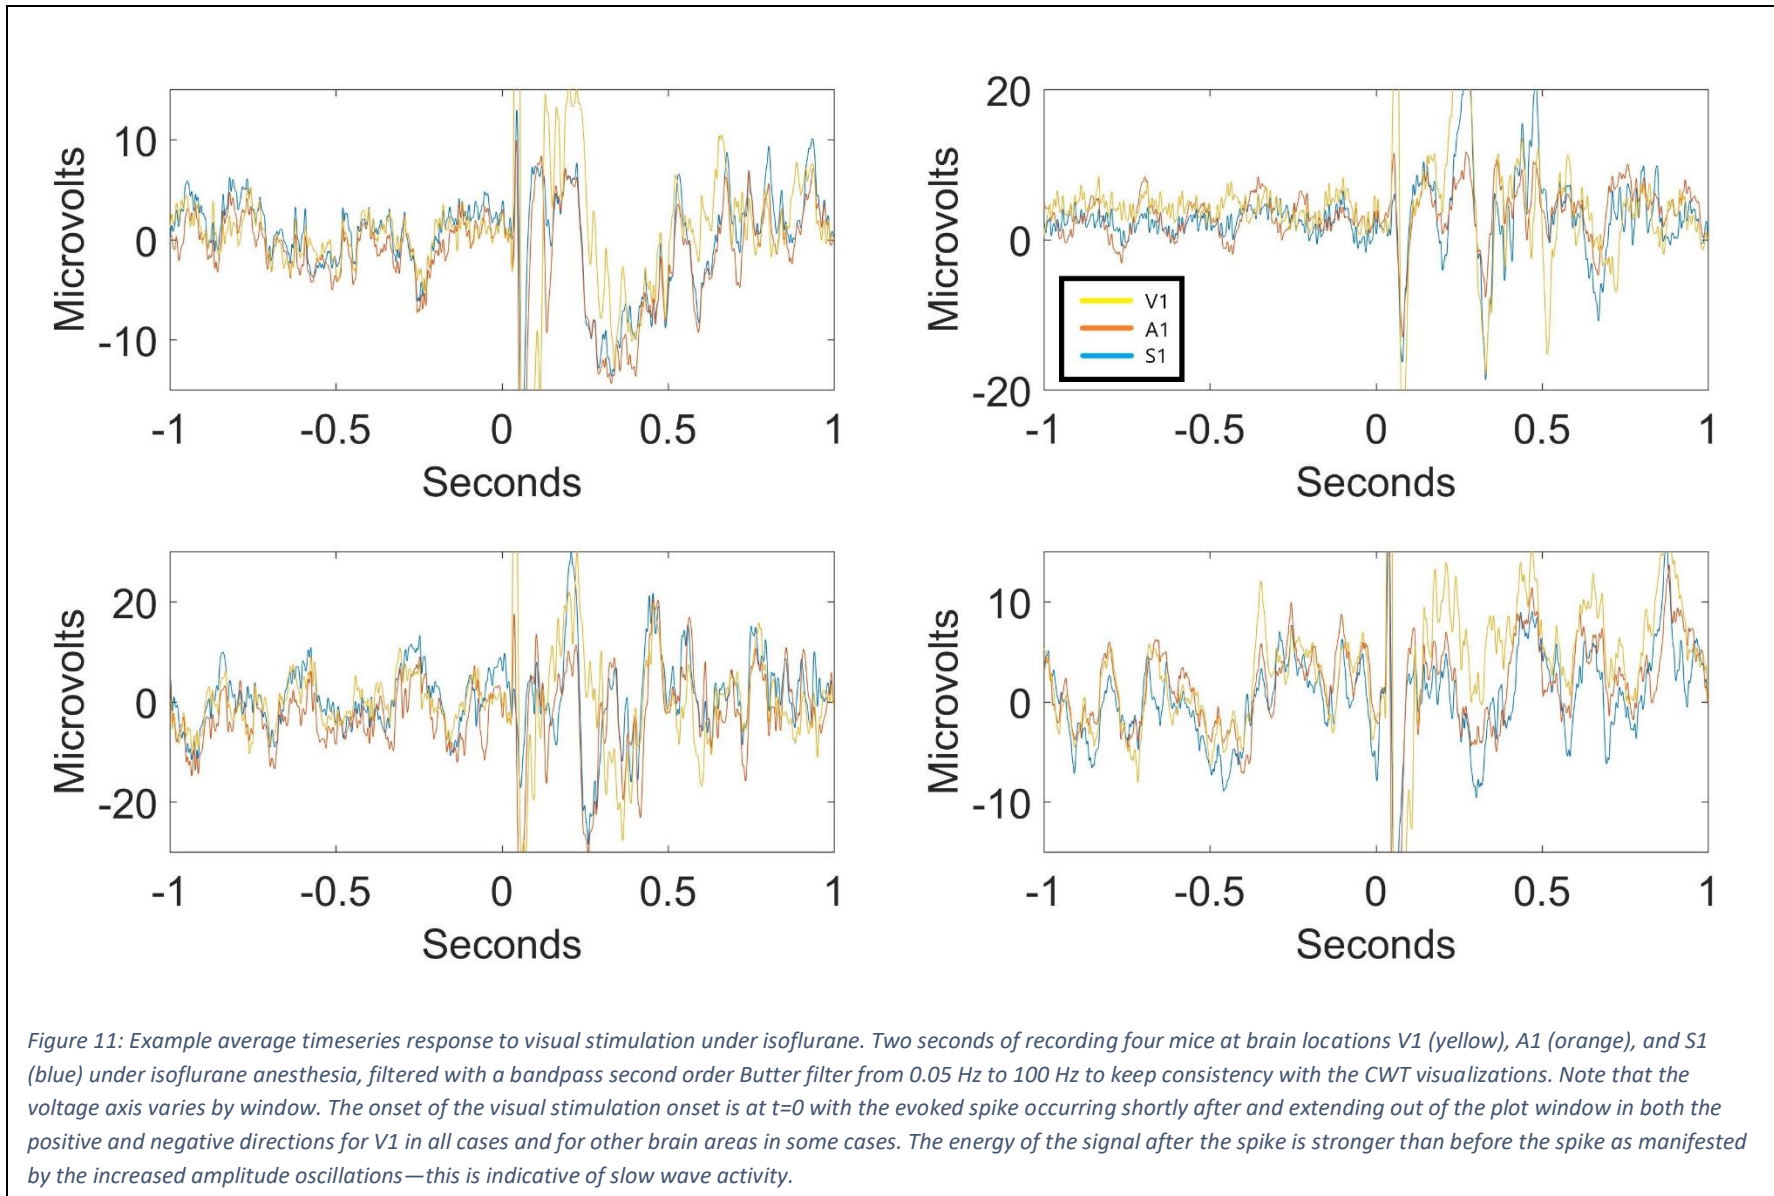 10
0
-10
Microvolts
-1
-0.5
0
0.5
1
Seconds
20
0
-20
Microvolts
V1
A1
S1
-1
-0.5
0
0.5
1
Seconds
20
0
-20
Microvolts
-1
-0.5
0
0.5
1
Seconds
10
0
-10
Microvolts
-1
-0.5
0
0.5
1
Seconds
Figure 11: Example average timeseries response to visual stimulation under isoflurane. Two seconds of recording four mice at brain locations V1 (yellow), A1 (orange), and S1
(blue) under isoflurane anesthesia, filtered with a bandpass second order Butter filter from 0.05 Hz to 100 Hz to keep consistency with the CWT visualizations. Note that the
voltage axis varies by window. The onset of the visual stimulation onset is at t=0 with the evoked spike occurring shortly after and extending out of the plot window in both the
positive and negative directions for V1 in all cases and for other brain areas in some cases. The energy of the signal after the spike is stronger than before the spike as manifested
by the increased amplitude oscillations—this is indicative of slow wave activity.